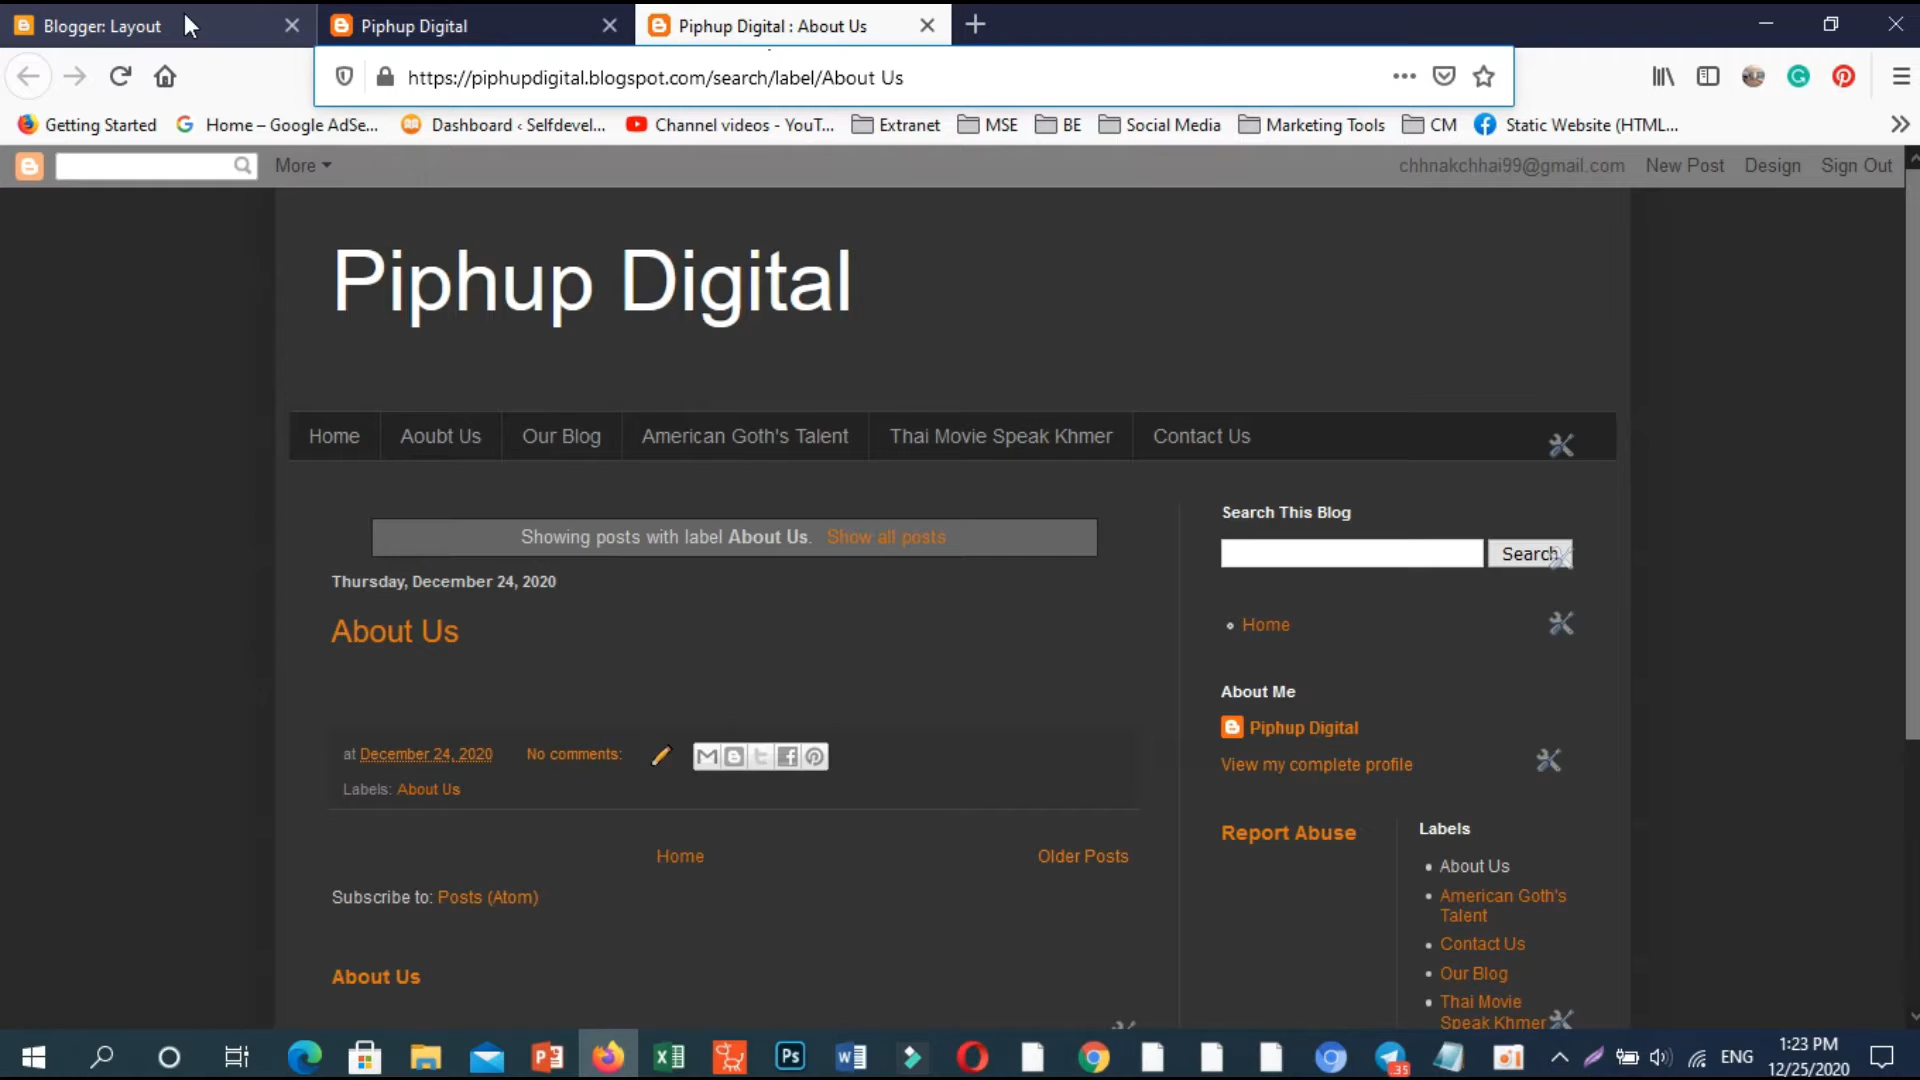 Blogger: Layout
Piphup Digital
Piphup Digital : About Us
https://piphupdigital.blogspot.com/search/label/About Us
Getting Started
Home – Google AdSe...
Dashboard ‹ Selfdevel...
Channel videos - YouT...
Extranet
MSE
BE
Social Media
Marketing Tools
CM
Static Website (HTML...
More
chhnakchhai99@gmail.com
New Post
Design
Sign Out
Piphup Digital
Home
Aoubt Us
Our Blog
American Goth's Talent
Thai Movie Speak Khmer
Contact Us
Showing posts with label About Us. Show all posts
Thursday, December 24, 2020
About Us
at December 24, 2020
No comments:
Labels: About Us
Home
Older Posts
Subscribe to: Posts (Atom)
About Us
Search This Blog
Search
Home
About Me
Piphup Digital
View my complete profile
Report Abuse
Labels
About Us
American Goth's
Talent
Contact Us
Our Blog
Thai Movie
Speak Khmer
35
ENG
1:23 PM
12/25/2020